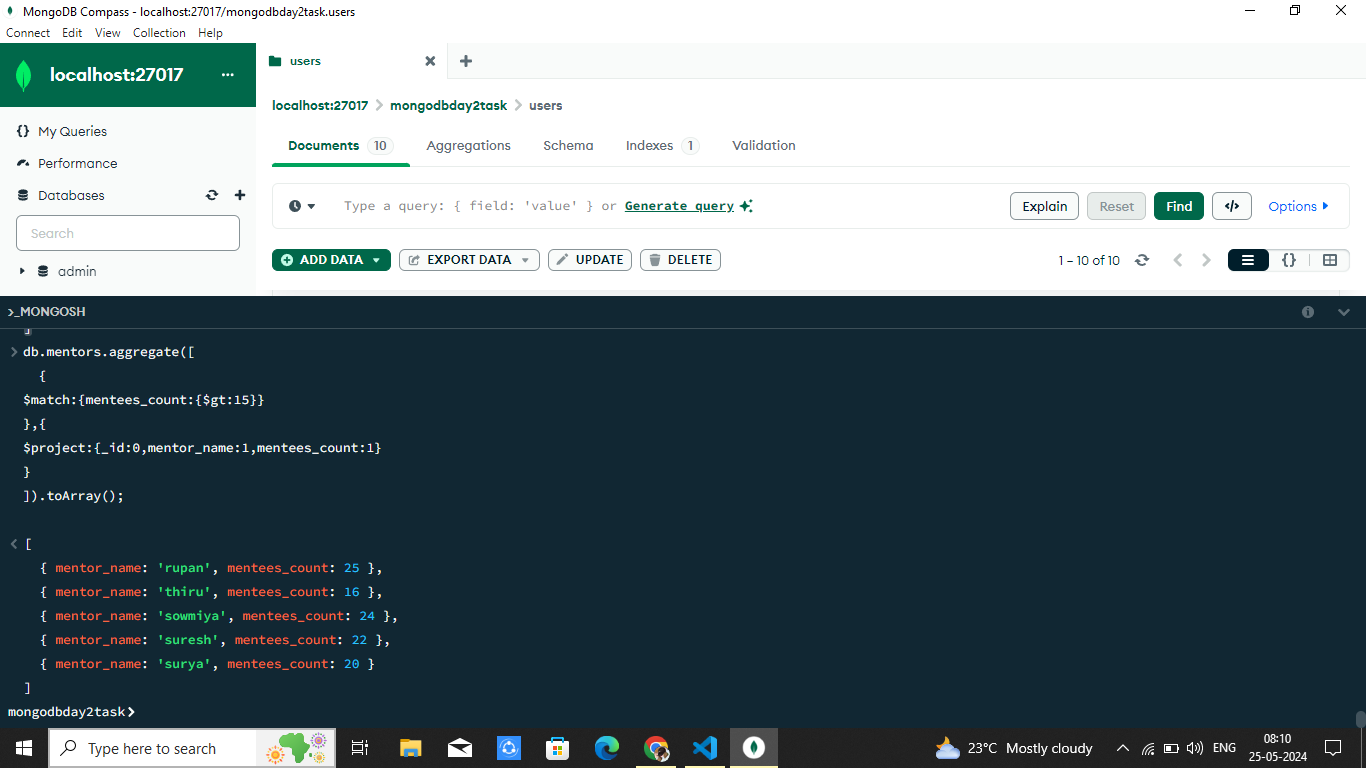 MongoDB Compass - localhost:27017/mongodbday2task.users
Connect Edit View Collection Help
localhost:27017 ...
users
localhost:27017 > mongodbday2task > users
{} My Queries
Performance
Databases
Search
admin
Documents 10 Aggregations Schema Indexes 1 Validation
Type a query: { field: 'value' } or Generate query
Explain Reset Find </> Options
ADD DATA EXPORT DATA UPDATE DELETE
1 – 10 of 10 {}
>_MONGOSH
]
> db.mentors.aggregate([
{
$match:{mentees_count:{$gt:15}}
},{
$project:{_id:0,mentor_name:1,mentees_count:1}
}
]).toArray();
< [
{ mentor_name: 'rupan', mentees_count: 25 },
{ mentor_name: 'thiru', mentees_count: 16 },
{ mentor_name: 'sowmiya', mentees_count: 24 },
{ mentor_name: 'suresh', mentees_count: 22 },
{ mentor_name: 'surya', mentees_count: 20 }
]
mongodbday2task>
Type here to search
23°C Mostly cloudy
ENG
08:10
25-05-2024